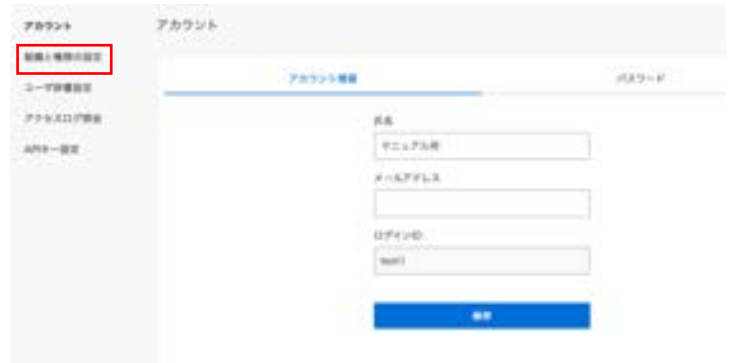 アカウント
アカウント
組織と権限の設定
ユーザ辞書設定
アクセスログ照会
APIキー設定
アカウント情報
パスワード
氏名
マニュアル用
メールアドレス
ログインID
保存